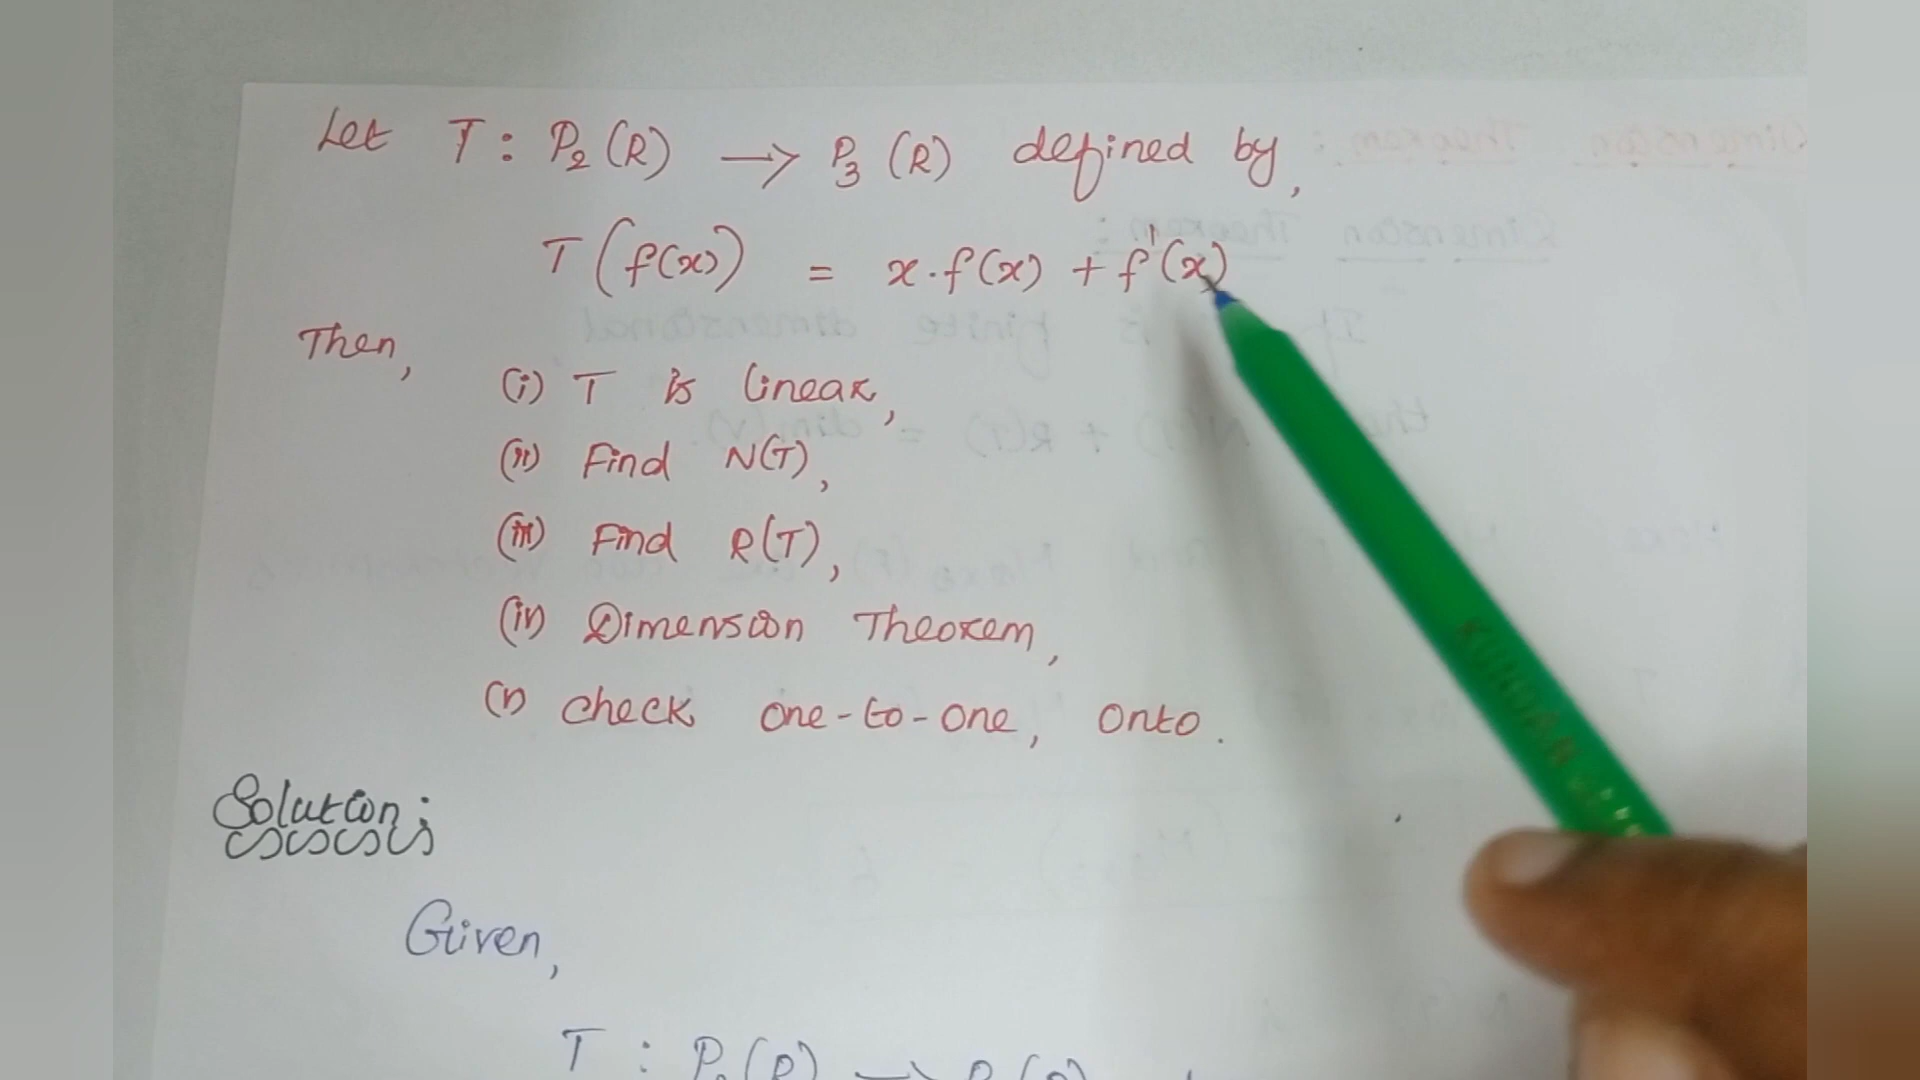 Let T : P₂(R) → P₃(R) defined by,
T(f(x)) = x.f(x) + f'(x)
Then,
(i) T is linear,
(ii) Find N(T),
(iii) Find R(T),
(iv) Dimension Theorem,
(v) check one-to-one, onto.
Solution:
Given,
T :